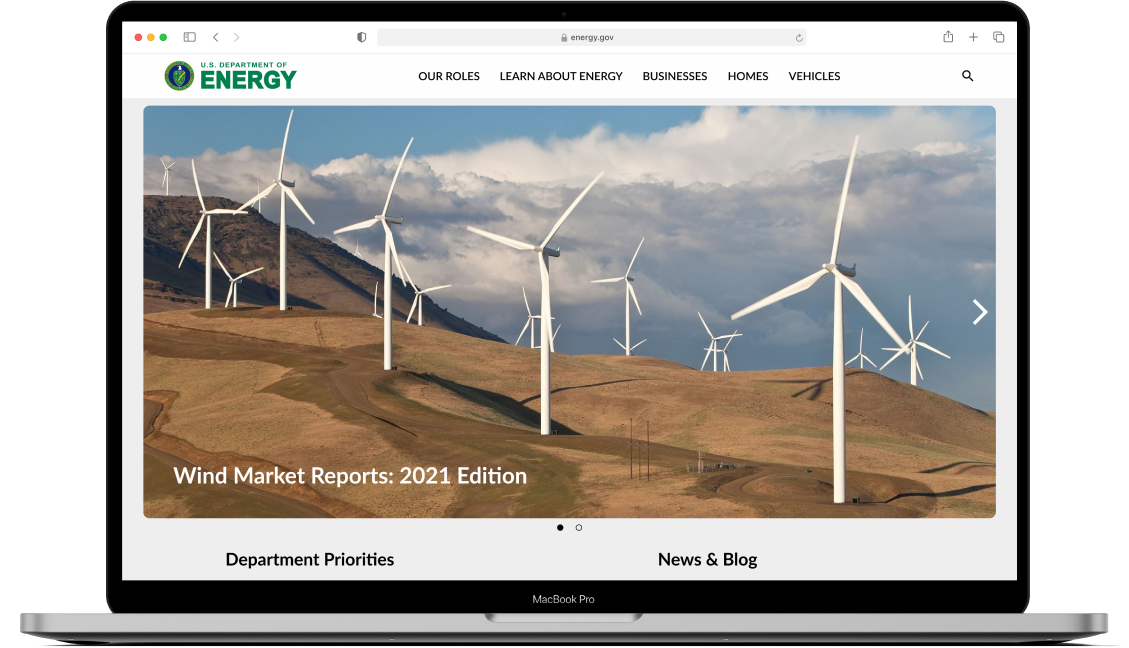 energy.gov
U.S. DEPARTMENT OF
ENERGY
OUR ROLES LEARN ABOUT ENERGY BUSINESSES HOMES VEHICLES
Wind Market Reports: 2021 Edition
Department Priorities News & Blog
MacBook Pro